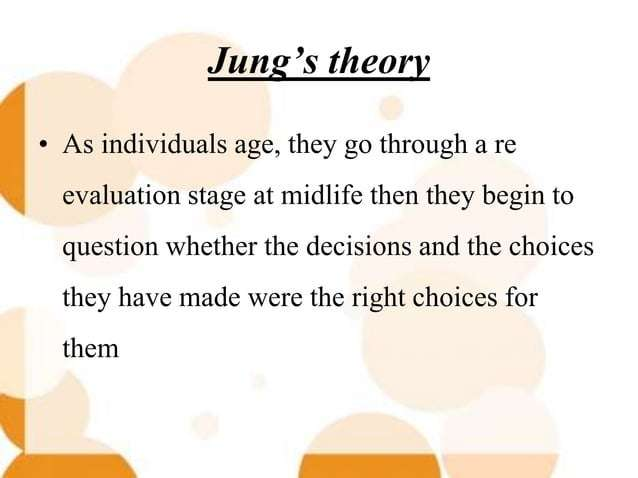 Jung’s theory
• As individuals age, they go through a re
evaluation stage at midlife then they begin to
question whether the decisions and the choices
they have made were the right choices for
them